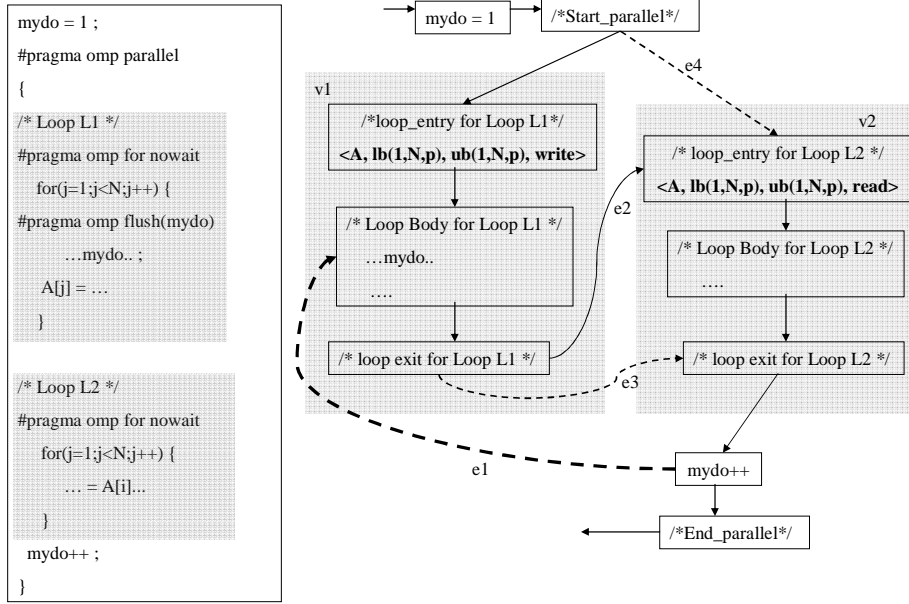 mydo = 1 ;
#pragma omp parallel
{
/* Loop L1 */
#pragma omp for nowait
for(j=1;j<N;j++) {
#pragma omp flush(mydo)
…mydo.. ;
A[j] = …
}
/* Loop L2 */
#pragma omp for nowait
for(j=1;j<N;j++) {
… = A[i]...
}
mydo++ ;
}
mydo = 1
/*Start_parallel*/
e4
v1
/*loop_entry for Loop L1*/
<A, lb(1,N,p), ub(1,N,p), write>
/* Loop Body for Loop L1 */
…mydo..
….
/* loop exit for Loop L1 */
e2
e3
v2
/* loop_entry for Loop L2 */
<A, lb(1,N,p), ub(1,N,p), read>
/* Loop Body for Loop L2 */
….
/* loop exit for Loop L2 */
e1
mydo++
/*End_parallel*/